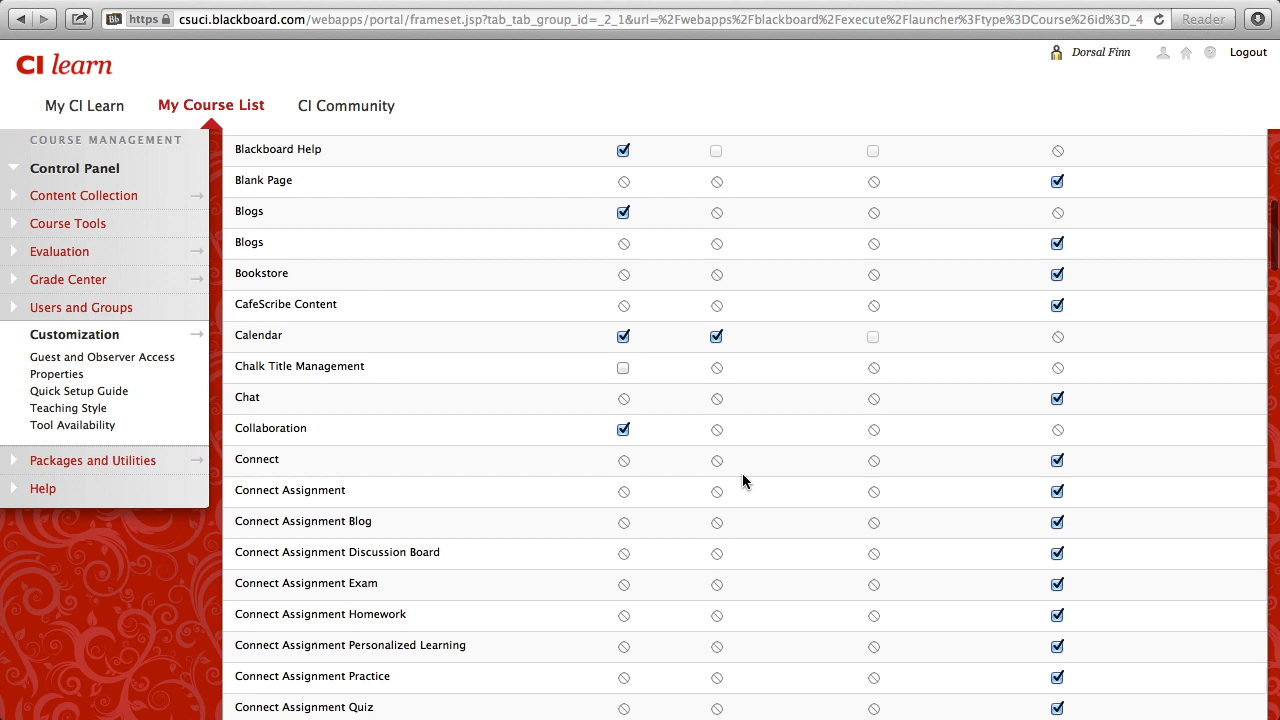 https csuci.blackboard.com/webapps/portal/frameset.jsp?tab_tab_group_id=_2_1&url=%2Fwebapps%2Fblackboard%2Fexecute%2Flauncher%3Ftype%3DCourse%26id%3D_4
Reader
CI learn
Dorsal Finn
Logout
My CI Learn
My Course List
CI Community
COURSE MANAGEMENT
Control Panel
Content Collection
Course Tools
Evaluation
Grade Center
Users and Groups
Customization
Guest and Observer Access
Properties
Quick Setup Guide
Teaching Style
Tool Availability
Packages and Utilities
Help
Blackboard Help
Blank Page
Blogs
Blogs
Bookstore
CafeScribe Content
Calendar
Chalk Title Management
Chat
Collaboration
Connect
Connect Assignment
Connect Assignment Blog
Connect Assignment Discussion Board
Connect Assignment Exam
Connect Assignment Homework
Connect Assignment Personalized Learning
Connect Assignment Practice
Connect Assignment Quiz